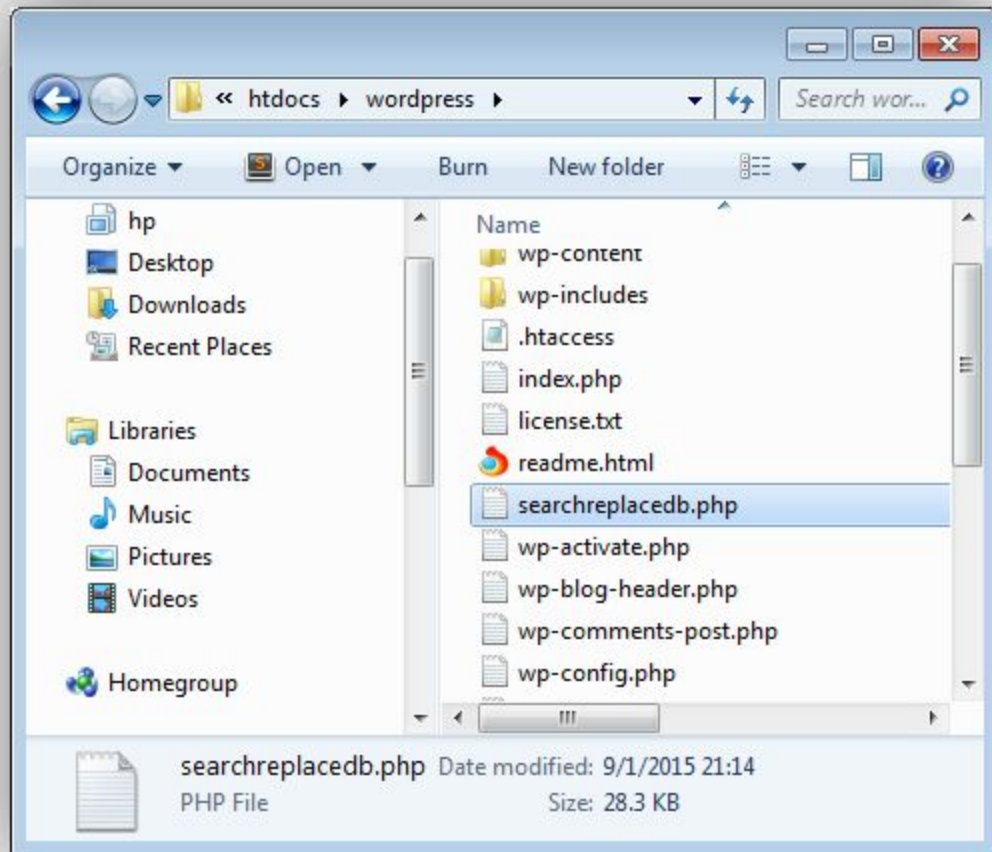 « htdocs wordpress
Search wor...
Organize Open Burn New folder
hp
Desktop
Downloads
Recent Places
Libraries
Documents
Music
Pictures
Videos
Homegroup
Name
wp-content
wp-includes
.htaccess
index.php
license.txt
readme.html
searchreplacedb.php
wp-activate.php
wp-blog-header.php
wp-comments-post.php
wp-config.php
searchreplacedb.php Date modified: 9/1/2015 21:14
PHP File Size: 28.3 KB